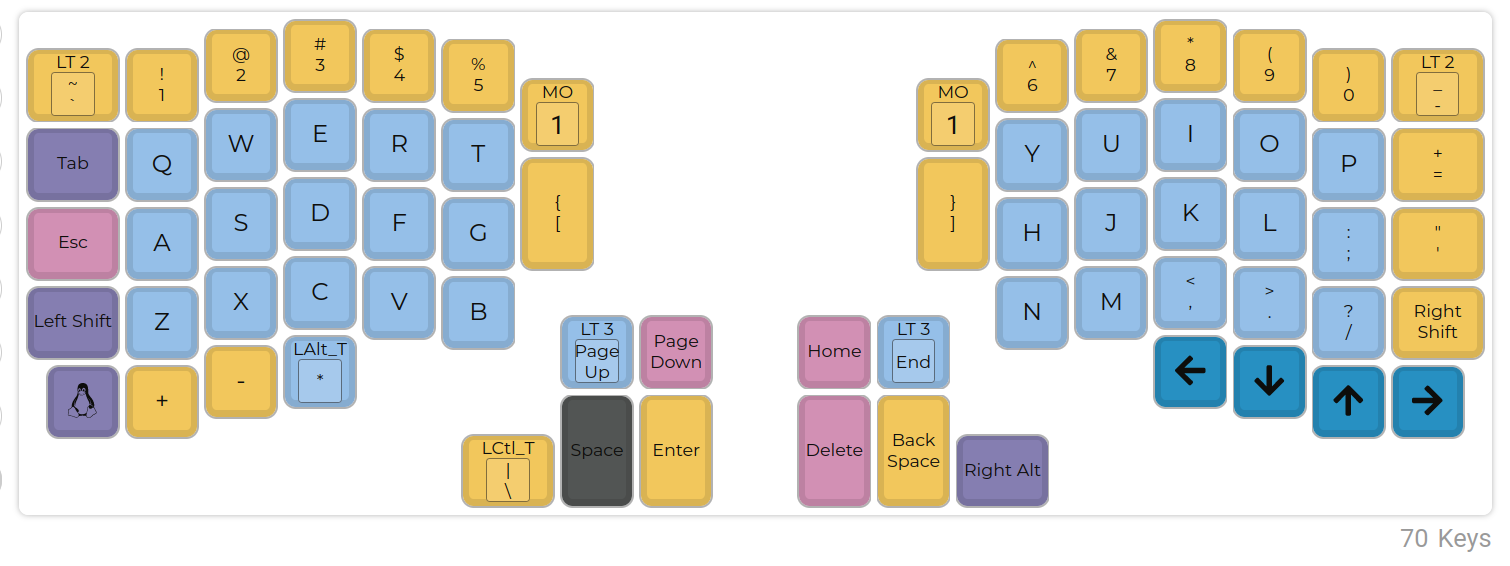 LT 2
~
`
!
1
@
2
#
3
$
4
%
5
MO
1
MO
1
^
6
&
7
*
8
(
9
)
0
LT 2
_
-
Tab
Q
W
E
R
T
{
[
}
]
Y
U
I
O
P
+
=
Esc
A
S
D
F
G
H
J
K
L
:
;
"
'
Left Shift
Z
X
C
V
B
N
M
<
,
>
.
?
/
Right
Shift
+
-
LAlt_T
*
LT 3
Page
Up
Page
Down
Home
LT 3
End
←
↓
↑
→
LCtl_T
|
\
Space
Enter
Delete
Back
Space
Right Alt
70 Keys